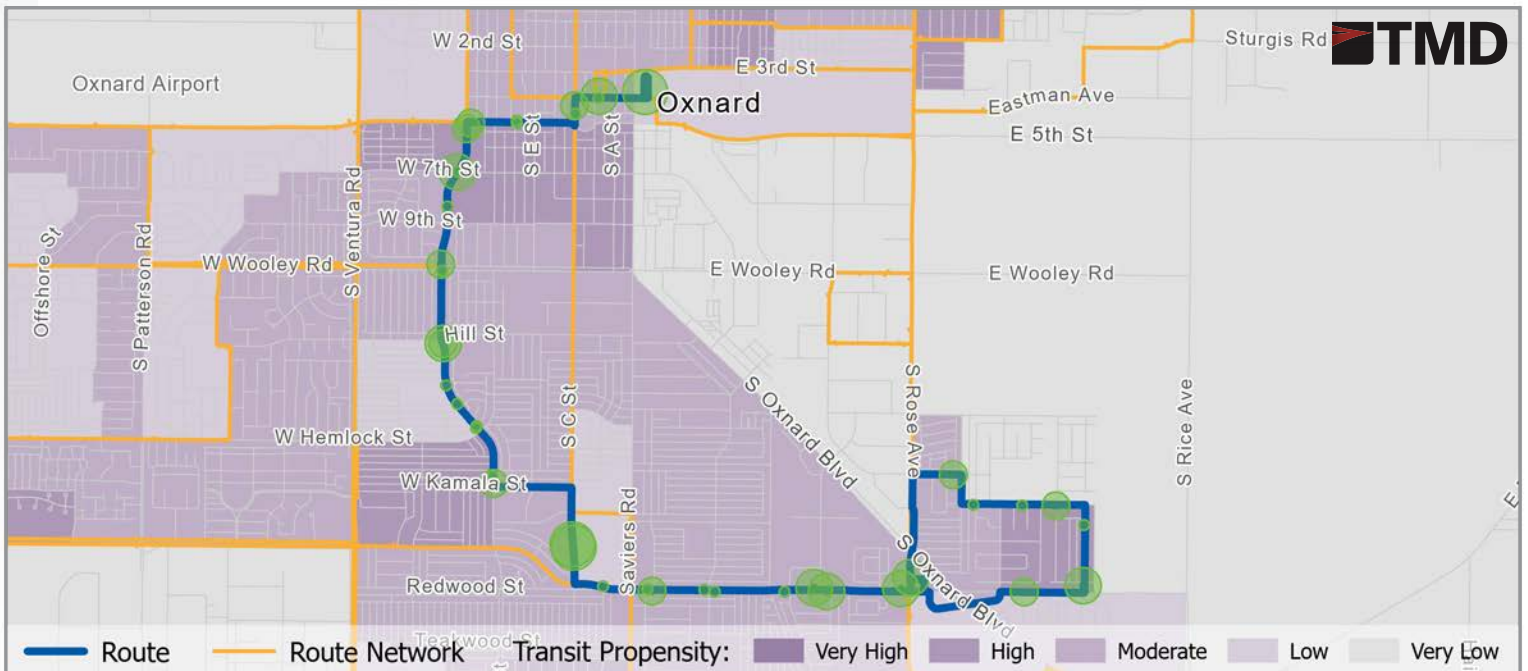 W 2nd St
Sturgis Rd
TMD
Oxnard Airport
E 3rd St
Eastman Ave
Oxnard
E 5th St
S E St
S A St
W 7th St
W 9th St
S Ventura Rd
Offshore St
S Patterson Rd
W Wooley Rd
E Wooley Rd
E Wooley Rd
Hill St
S C St
S Oxnard Blvd
S Rose Ave
S Rice Ave
W Hemlock St
W Kamala St
Saviers Rd
E
S Oxnard Blvd
Redwood St
Teakwood St
Route
Route Network
Transit Propensity:
Very High
High
Moderate
Low
Very Low